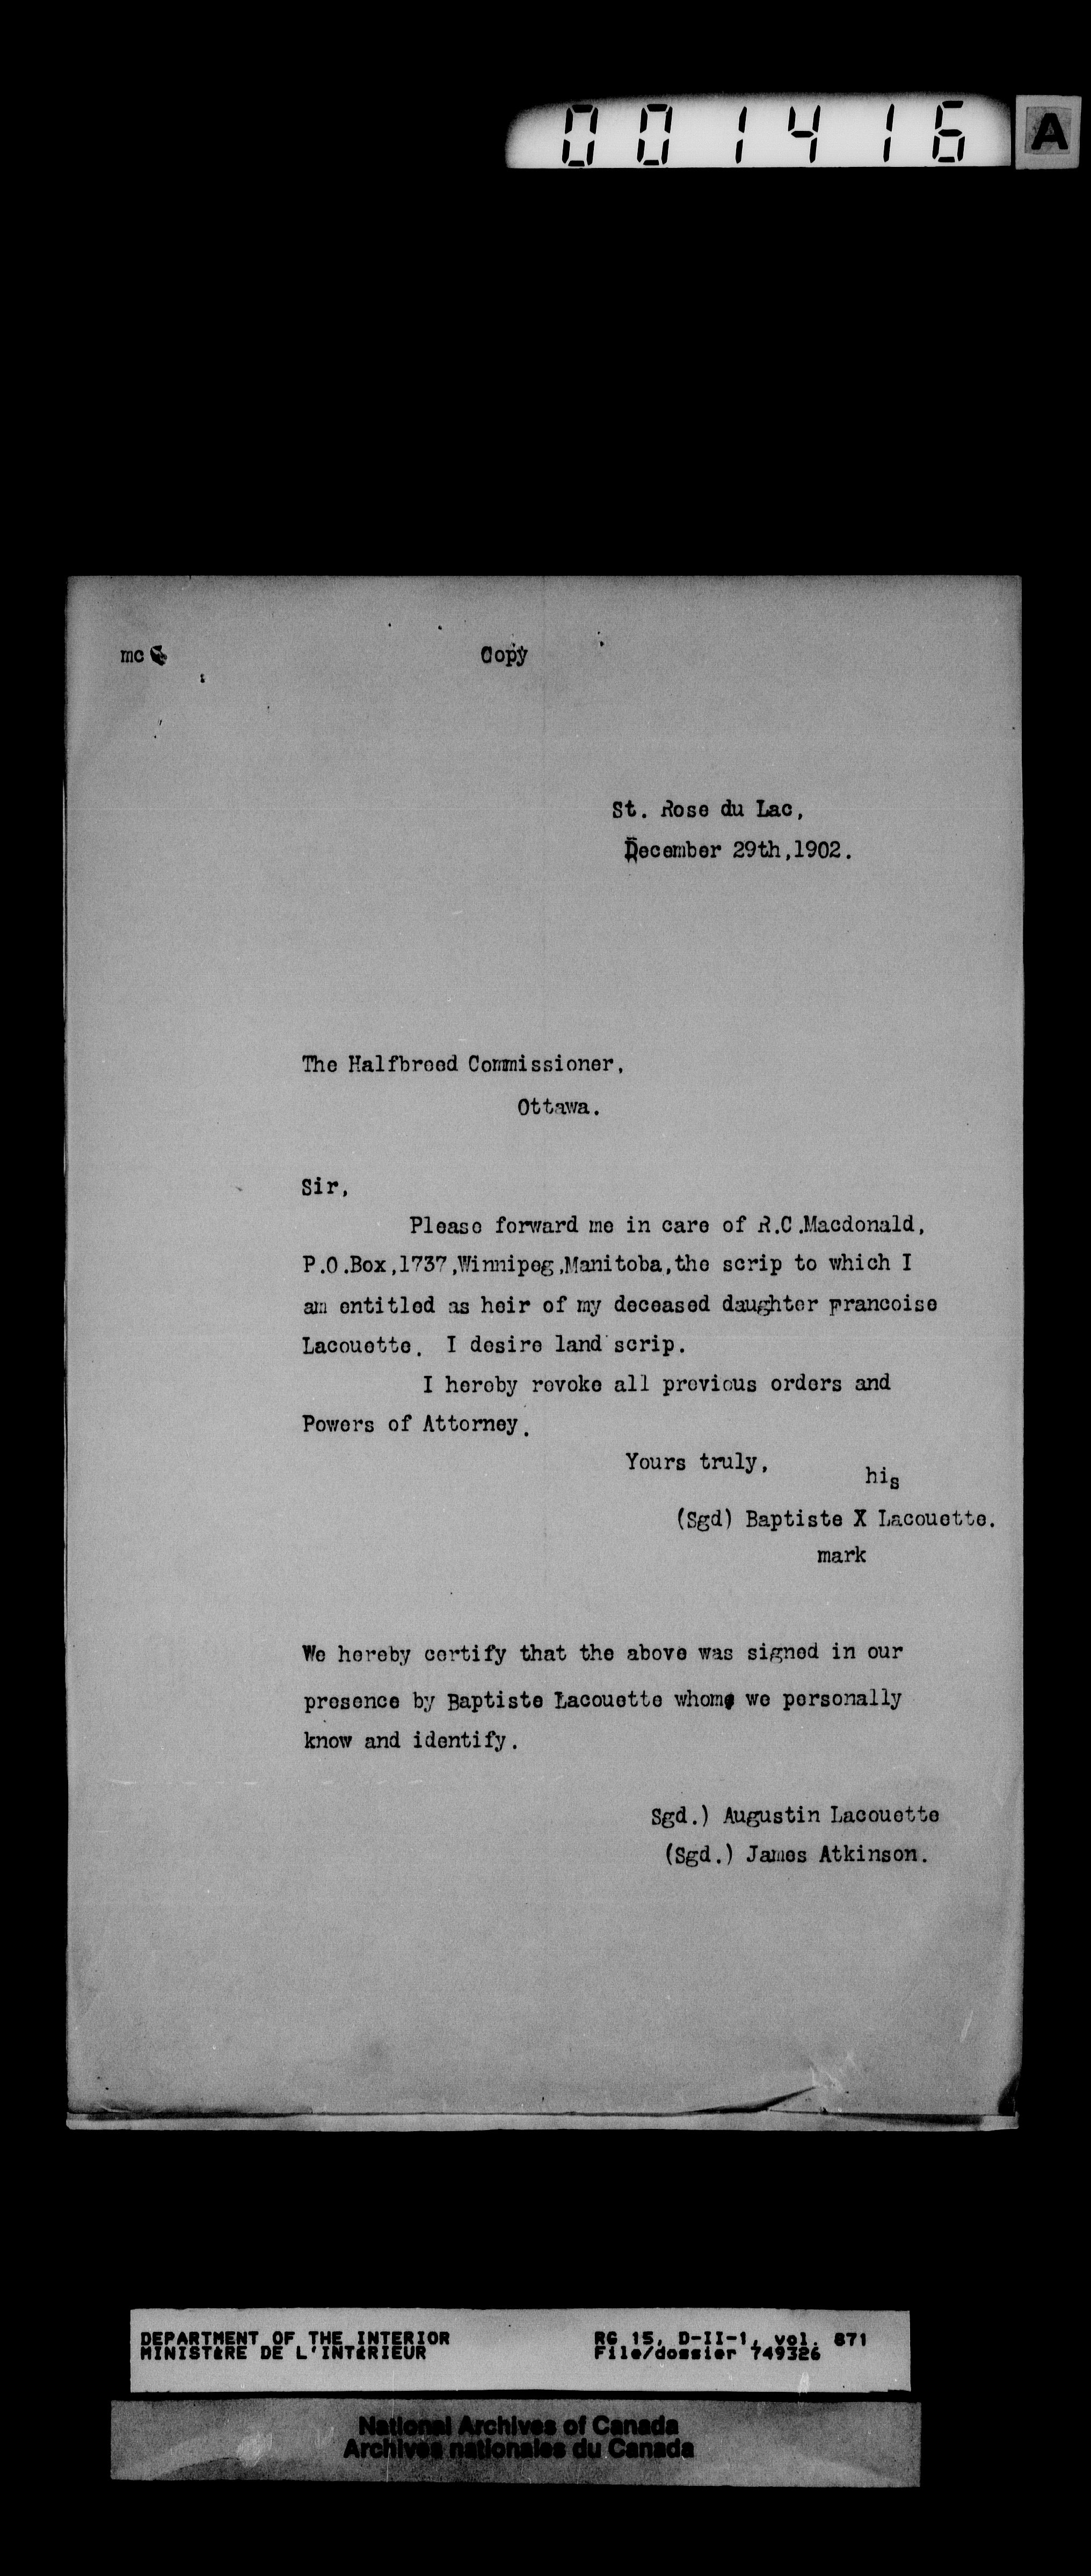 001416 A
mc
Copy
St. Rose du Lac,
December 29th,1902.
The Halfbreed Commissioner,
Ottawa.
Sir,
Please forward me in care of R.C.Macdonald,
P.O.Box,1737,Winnipeg,Manitoba,the scrip to which I
am entitled as heir of my deceased daughter Francoise
Lacouette. I desire land scrip.
I hereby revoke all previous orders and
Powers of Attorney.
Yours truly,
his
(Sgd) Baptiste X Lacouette.
mark
We hereby certify that the above was signed in our
presence by Baptiste Lacouette whom we personally
know and identify.
Sgd.) Augustin Lacouette
(Sgd.) James Atkinson.
DEPARTMENT OF THE INTERIOR RG 15, D-II-1, vol. 871
MINISTÈRE DE L'INTÉRIEUR File/dossier 749326
National Archives of Canada
Archives nationales du Canada